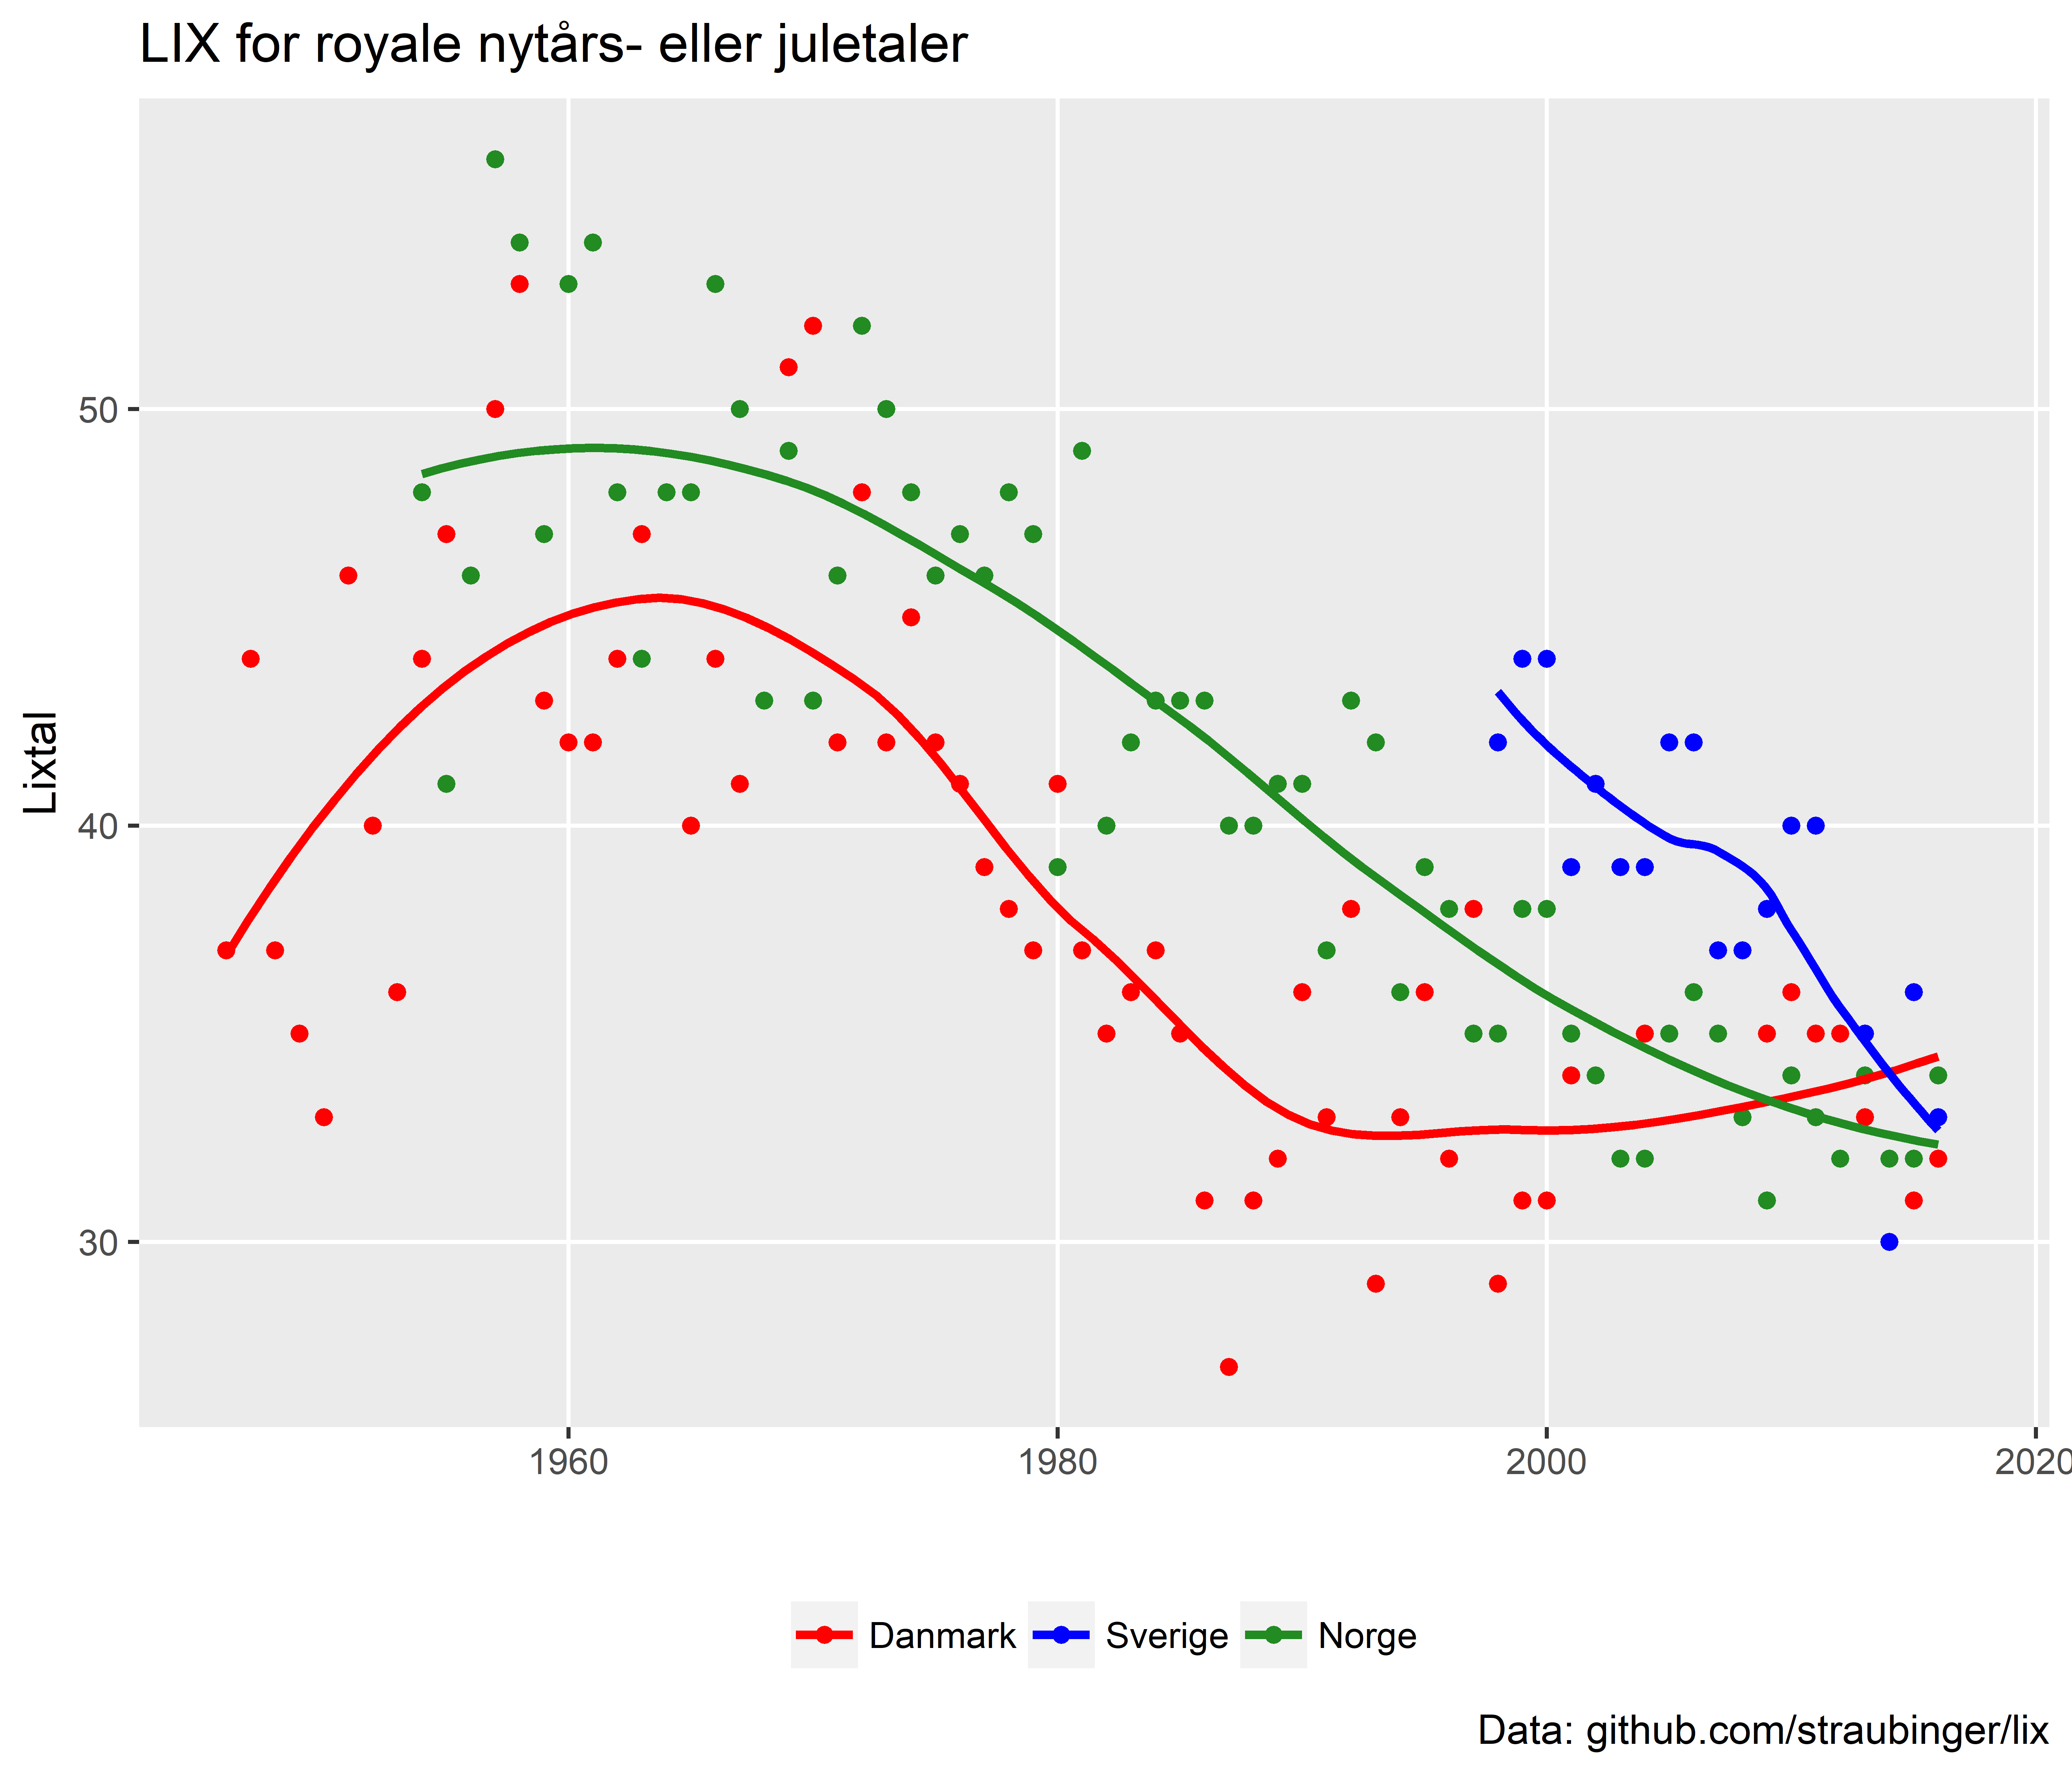 LIX for royale nytårs- eller juletaler
Lixtal
50
40
30
1960 1980 2000 2020
Danmark Sverige Norge
Data: github.com/straubinger/lix